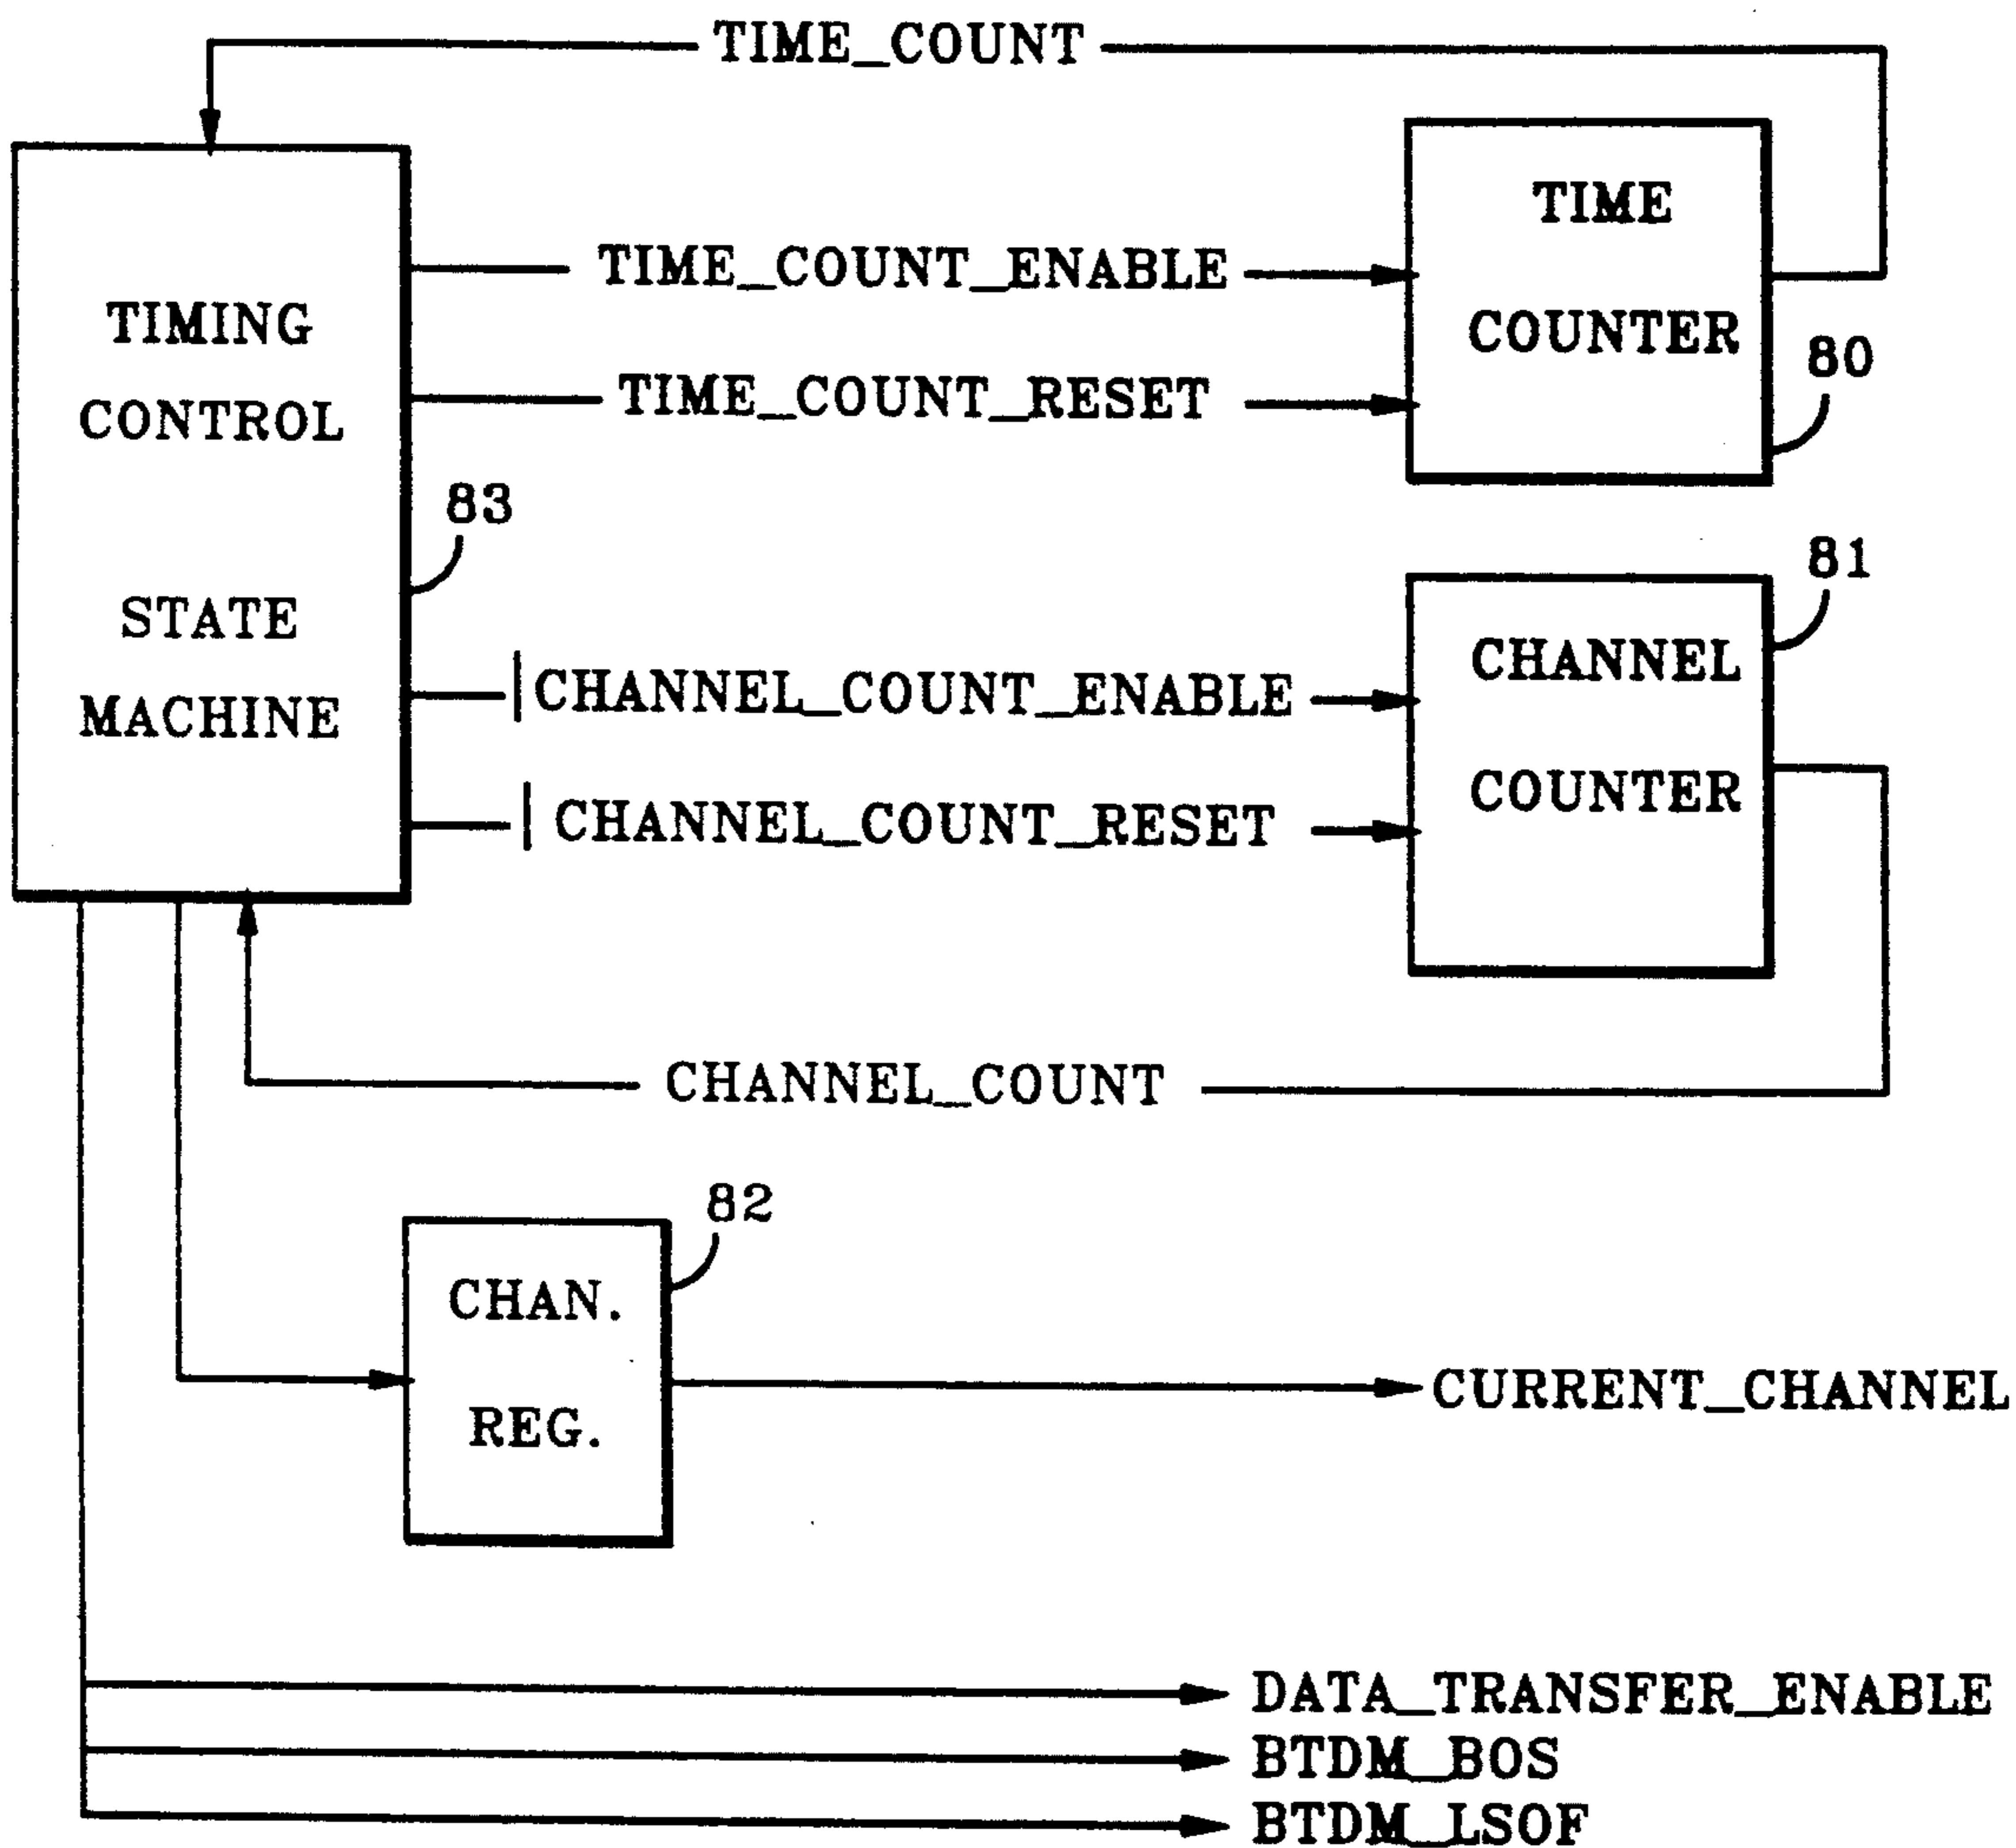 TIME_COUNT
TIMING
CONTROL
STATE
MACHINE
83
TIME_COUNT_ENABLE
TIME_COUNT_RESET
TIME
COUNTER
80
CHANNEL_COUNT_ENABLE
CHANNEL_COUNT_RESET
CHANNEL
COUNTER
81
CHANNEL_COUNT
CHAN.
REG.
82
CURRENT_CHANNEL
DATA_TRANSFER_ENABLE
BTDM_BOS
BTDM_LSOF